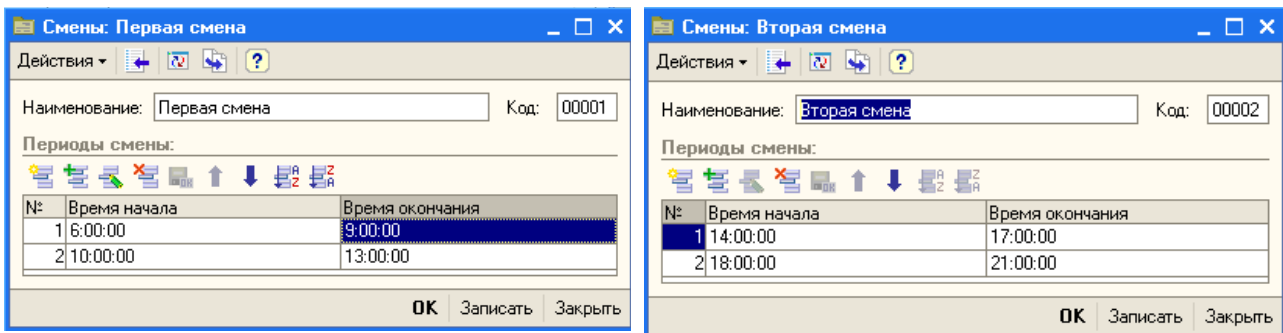 Смены: Первая смена
Действия
Наименование: Первая смена Код: 00001
Периоды смены:
№ Время начала Время окончания
1 6:00:00 9:00:00
2 10:00:00 13:00:00
OK Записать Закрыть
Смены: Вторая смена
Действия
Наименование: Вторая смена Код: 00002
Периоды смены:
№ Время начала Время окончания
1 14:00:00 17:00:00
2 18:00:00 21:00:00
OK Записать Закрыть